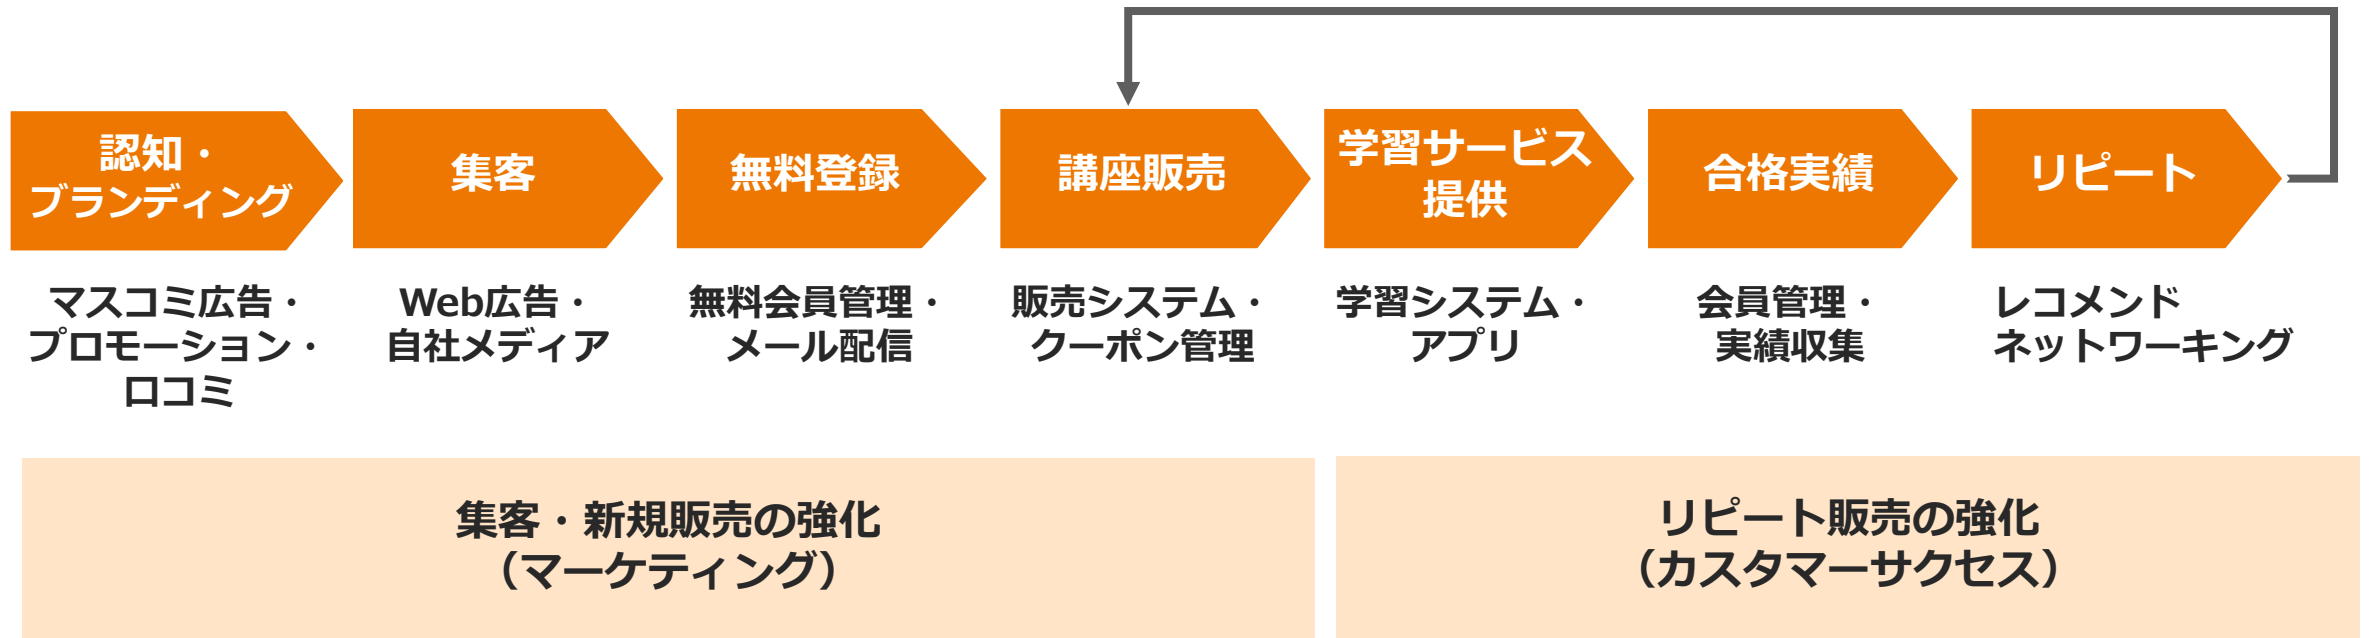 認知・
ブランディング
集客
無料登録
講座販売
学習サービス
提供
合格実績
リピート
マスコミ広告・
プロモーション・
口コミ
Web広告・
自社メディア
無料会員管理・
メール配信
販売システム・
クーポン管理
学習システム・
アプリ
会員管理・
実績収集
レコメンド
ネットワーキング
集客・新規販売の強化
（マーケティング）
リピート販売の強化
（カスタマーサクセス）